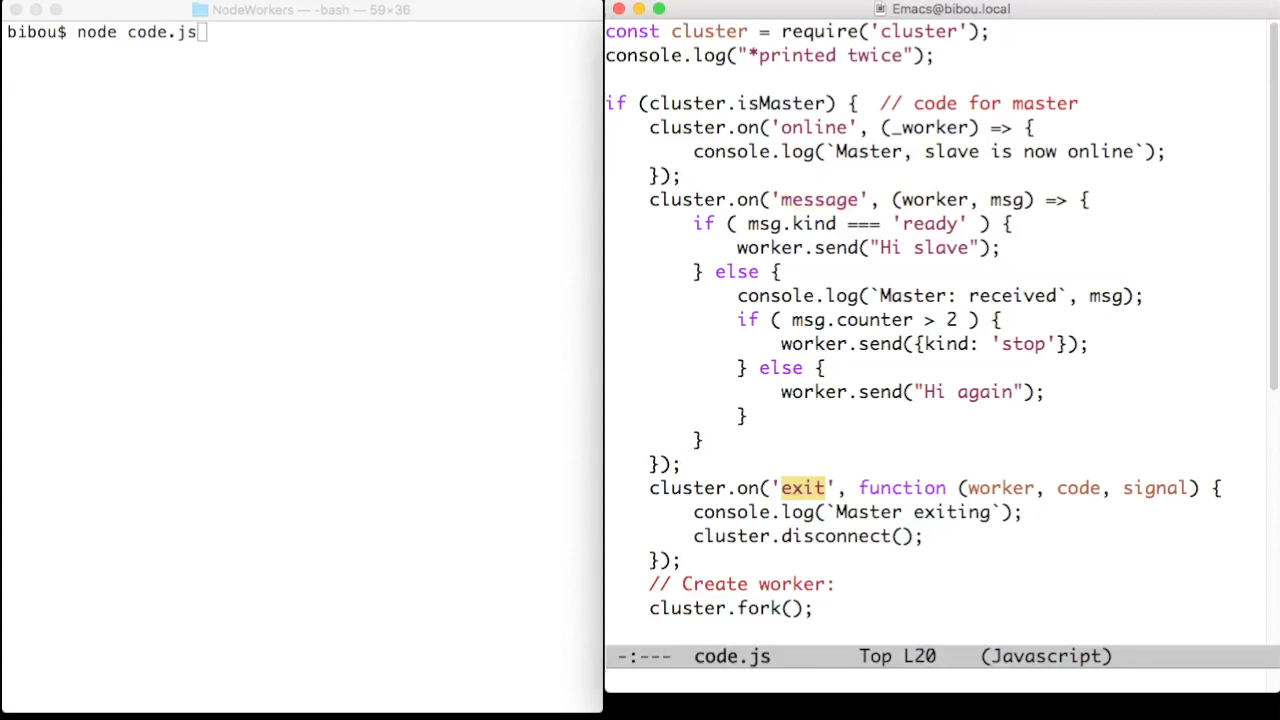 NodeWorkers — -bash — 59×36
bibou$ node code.js
Emacs@bibou.local
const cluster = require('cluster');
console.log("*printed twice");
if (cluster.isMaster) {  // code for master
    cluster.on('online', (_worker) => {
        console.log(`Master, slave is now online`);
    });
    cluster.on('message', (worker, msg) => {
        if ( msg.kind === 'ready' ) {
            worker.send("Hi slave");
        } else {
            console.log(`Master: received`, msg);
            if ( msg.counter > 2 ) {
                worker.send({kind: 'stop'});
            } else {
                worker.send("Hi again");
            }
        }
    });
    cluster.on('exit', function (worker, code, signal) {
        console.log(`Master exiting`);
        cluster.disconnect();
    });
    // Create worker:
    cluster.fork();
-:---  code.js        Top L20    (Javascript)